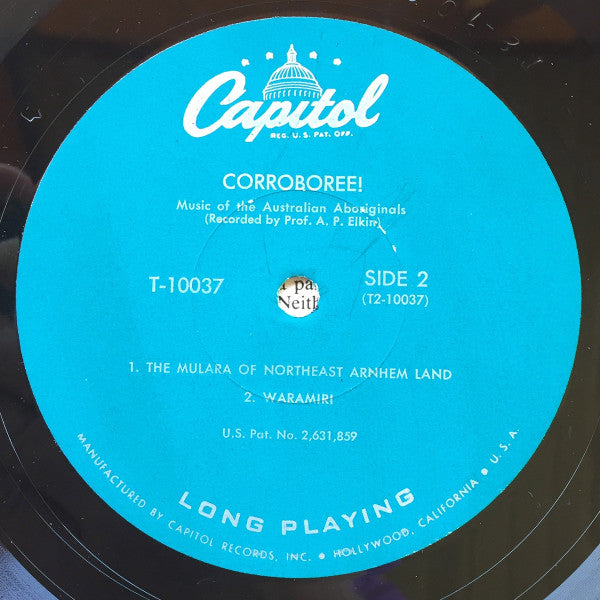 Capitol
REG. U.S. PAT. OFF.
CORROBOREE!
Music of the Australian Aboriginals
(Recorded by Prof. A. P. Elkin)
T-10037
SIDE 2
(T2-10037)
pa
Neith
1. THE MULARA OF NORTHEAST ARNHEM LAND
2. WARAMIRI
U.S. Pat. No. 2,631,859
LONG PLAYING
MANUFACTURED BY CAPITOL RECORDS, INC. • HOLLYWOOD, CALIFORNIA • U. S. A.